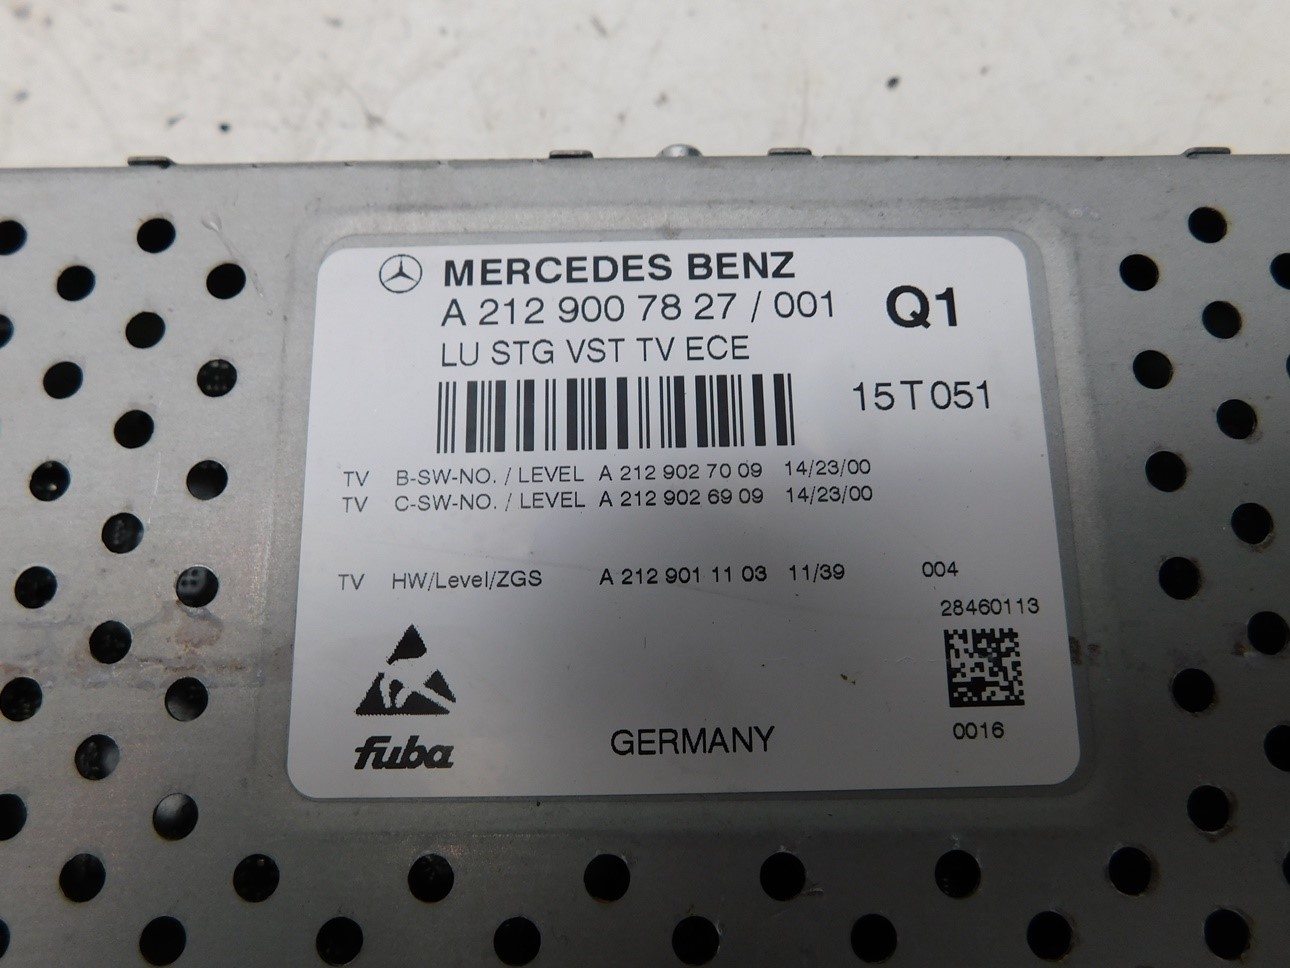 MERCEDES BENZ
A 212 900 78 27 / 001 Q1
LU STG VST TV ECE
15T051
TV B-SW-NO. / LEVEL A 212 902 70 09 14/23/00
TV C-SW-NO. / LEVEL A 212 902 69 09 14/23/00
TV HW/Level/ZGS A 212 901 11 03 11/39 004
28460113
0016
fuba
GERMANY